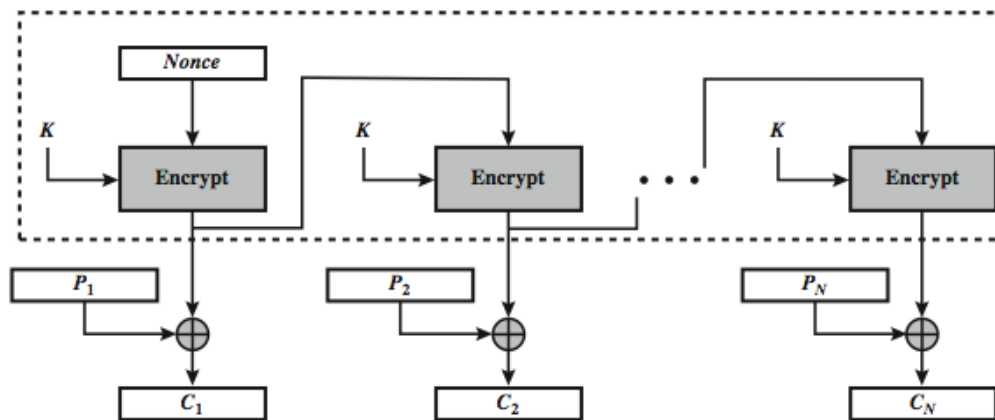 Nonce
K K K
Encrypt Encrypt Encrypt
P1 P2 PN
C1 C2 CN